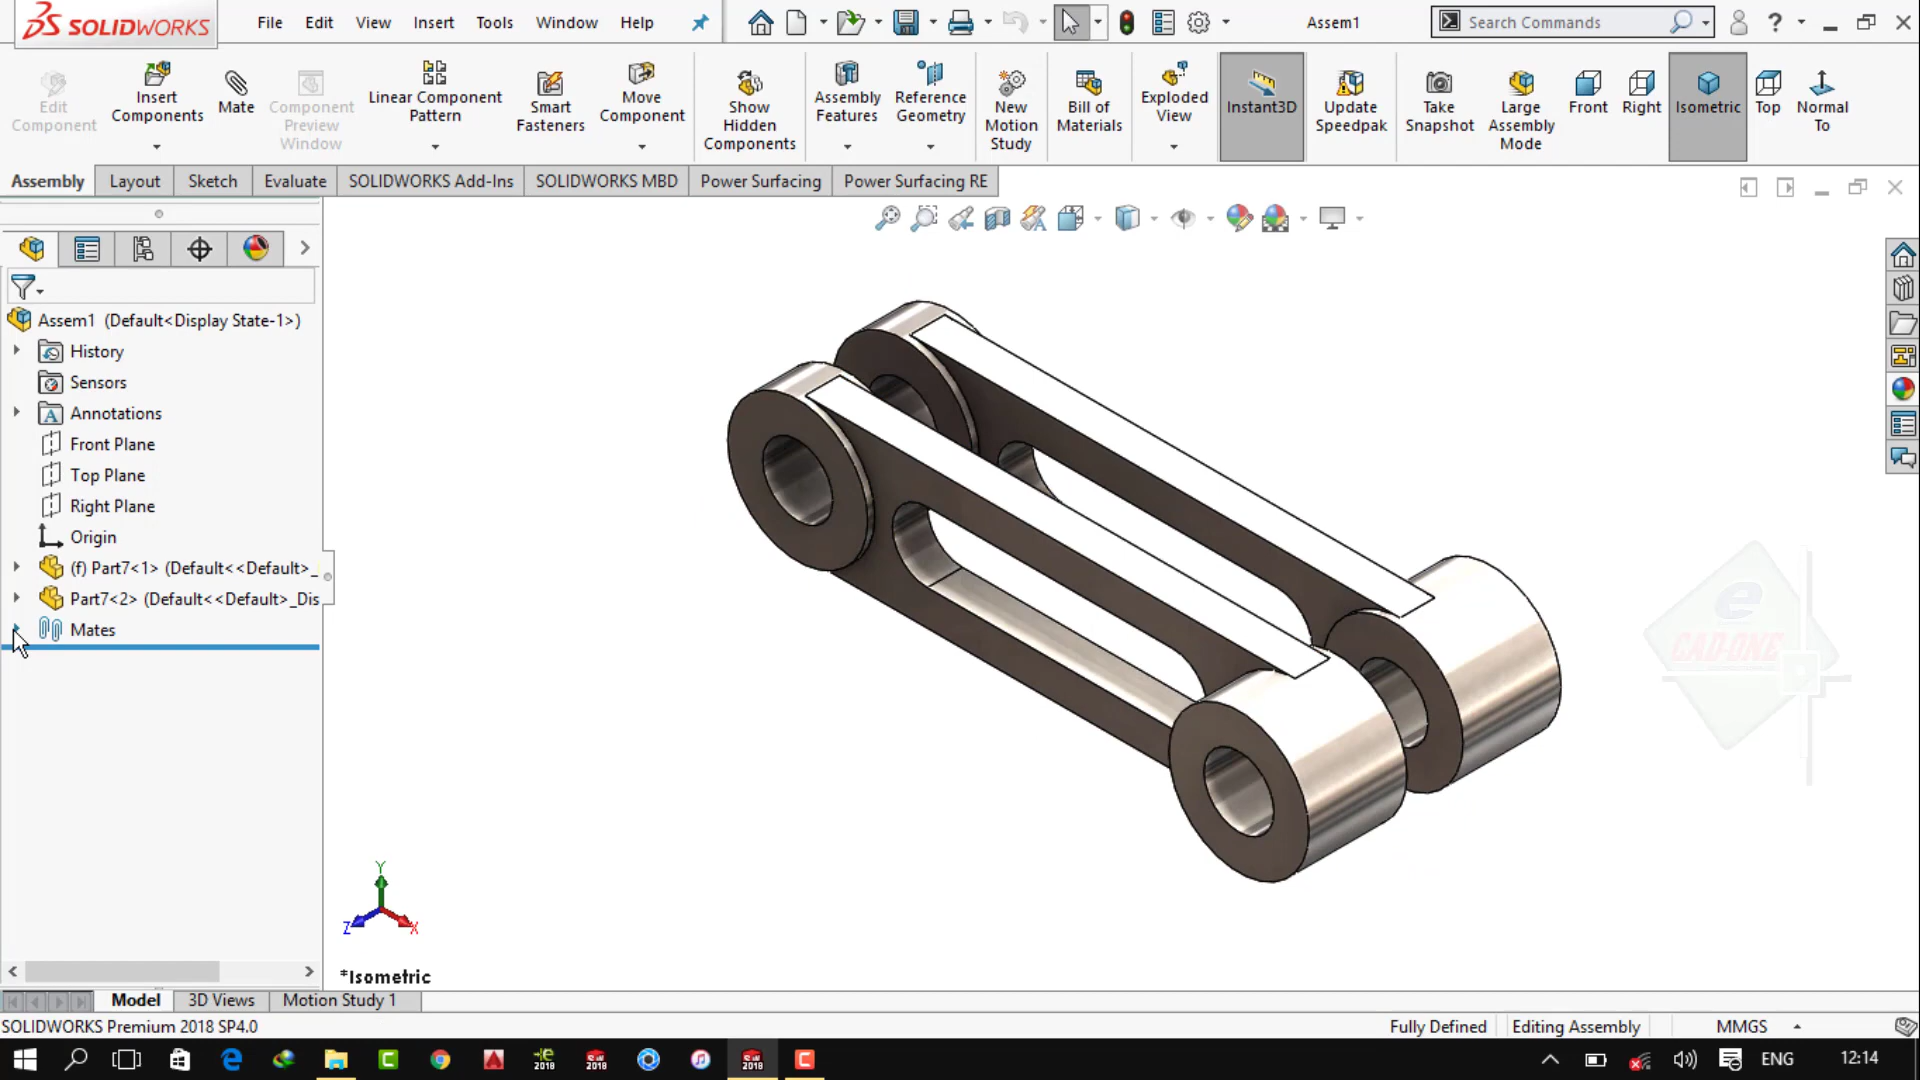 SOLIDWORKS
File Edit View Insert Tools Window Help
Assem1
Search Commands
Edit Component
Insert Components
Mate
Component Preview Window
Linear Component Pattern
Smart Fasteners
Move Component
Show Hidden Components
Assembly Features
Reference Geometry
New Motion Study
Bill of Materials
Exploded View
Instant3D
Update Speedpak
Take Snapshot
Large Assembly Mode
Front
Right
Isometric
Top
Normal To
Assembly Layout Sketch Evaluate SOLIDWORKS Add-Ins SOLIDWORKS MBD Power Surfacing Power Surfacing RE
Assem1 (Default<Display State-1>)
History
Sensors
Annotations
Front Plane
Top Plane
Right Plane
Origin
(f) Part7<1> (Default<<Default>_
Part7<2> (Default<<Default>_Dis
Mates
e
CAD-ONE
Y
Z
X
*Isometric
Model 3D Views Motion Study 1
SOLIDWORKS Premium 2018 SP4.0
Fully Defined
Editing Assembly
MMGS
ENG
12:14